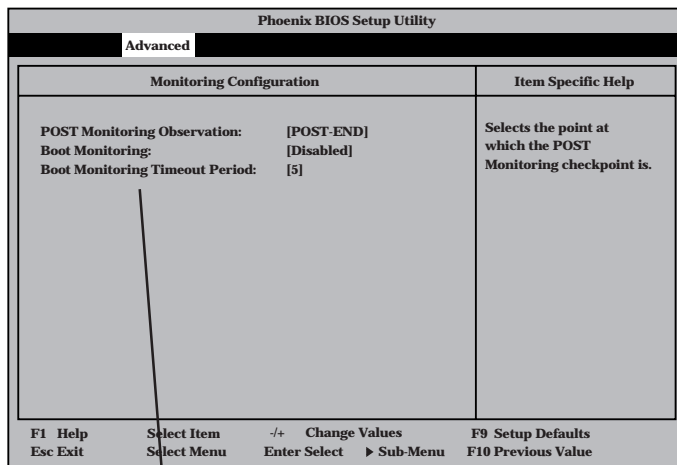 Phoenix BIOS Setup Utility
Advanced
Monitoring Configuration
Item Specific Help
POST Monitoring Observation: [POST-END]
Boot Monitoring: [Disabled]
Boot Monitoring Timeout Period: [5]
Selects the point at
which the POST
Monitoring checkpoint is.
F1 Help Select Item -/+ Change Values F9 Setup Defaults
Esc Exit Select Menu Enter Select ▶ Sub-Menu F10 Previous Value